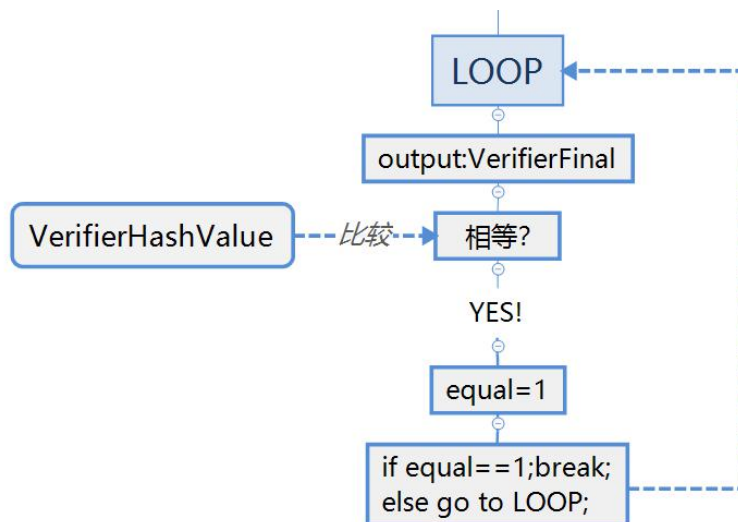 LOOP
output:VerifierFinal
VerifierHashValue
比较
相等?
YES!
equal=1
if equal==1;break;
else go to LOOP;